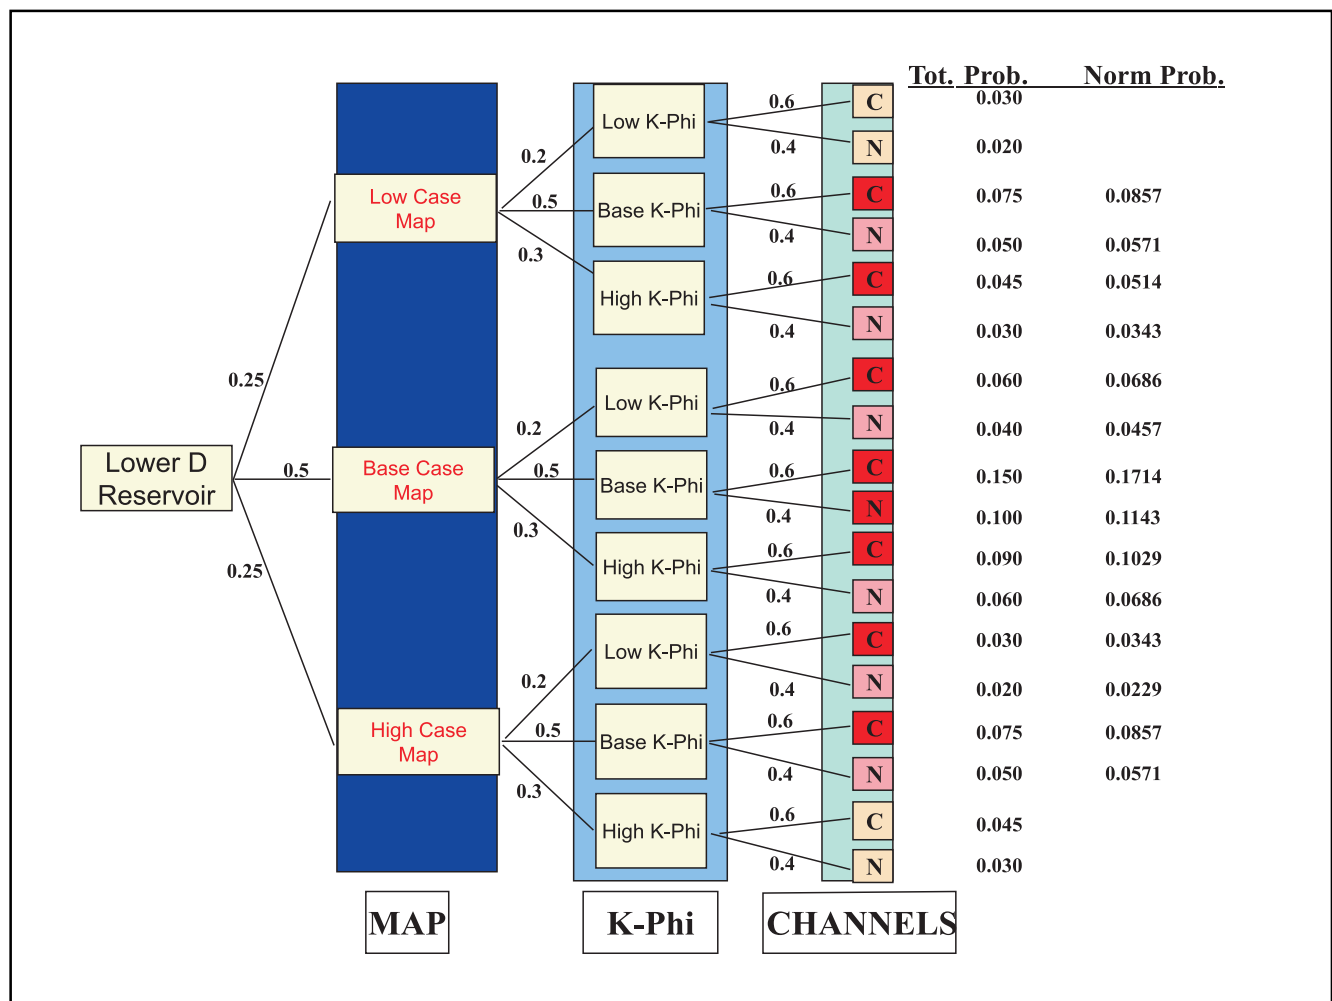 Tot. Prob. Norm Prob.
0.6 C 0.030
Low K-Phi
0.4 N 0.020
0.2
0.6 C 0.075 0.0857
Low Case
Map
0.5 Base K-Phi
0.4 N 0.050 0.0571
0.3
0.6 C 0.045 0.0514
High K-Phi
0.4 N 0.030 0.0343
0.25
0.6 C 0.060 0.0686
Low K-Phi
0.2
0.4 N 0.040 0.0457
Lower D
Reservoir
0.5
Base Case
Map
0.6 C 0.150 0.1714
0.5 Base K-Phi
0.4 N 0.100 0.1143
0.3
0.6 C 0.090 0.1029
High K-Phi
0.25
0.4 N 0.060 0.0686
0.6 C 0.030 0.0343
Low K-Phi
0.2
0.4 N 0.020 0.0229
High Case
Map
0.6 C 0.075 0.0857
0.5 Base K-Phi
0.4 N 0.050 0.0571
0.3
0.6 C 0.045
High K-Phi
0.4 N 0.030
MAP K-Phi CHANNELS